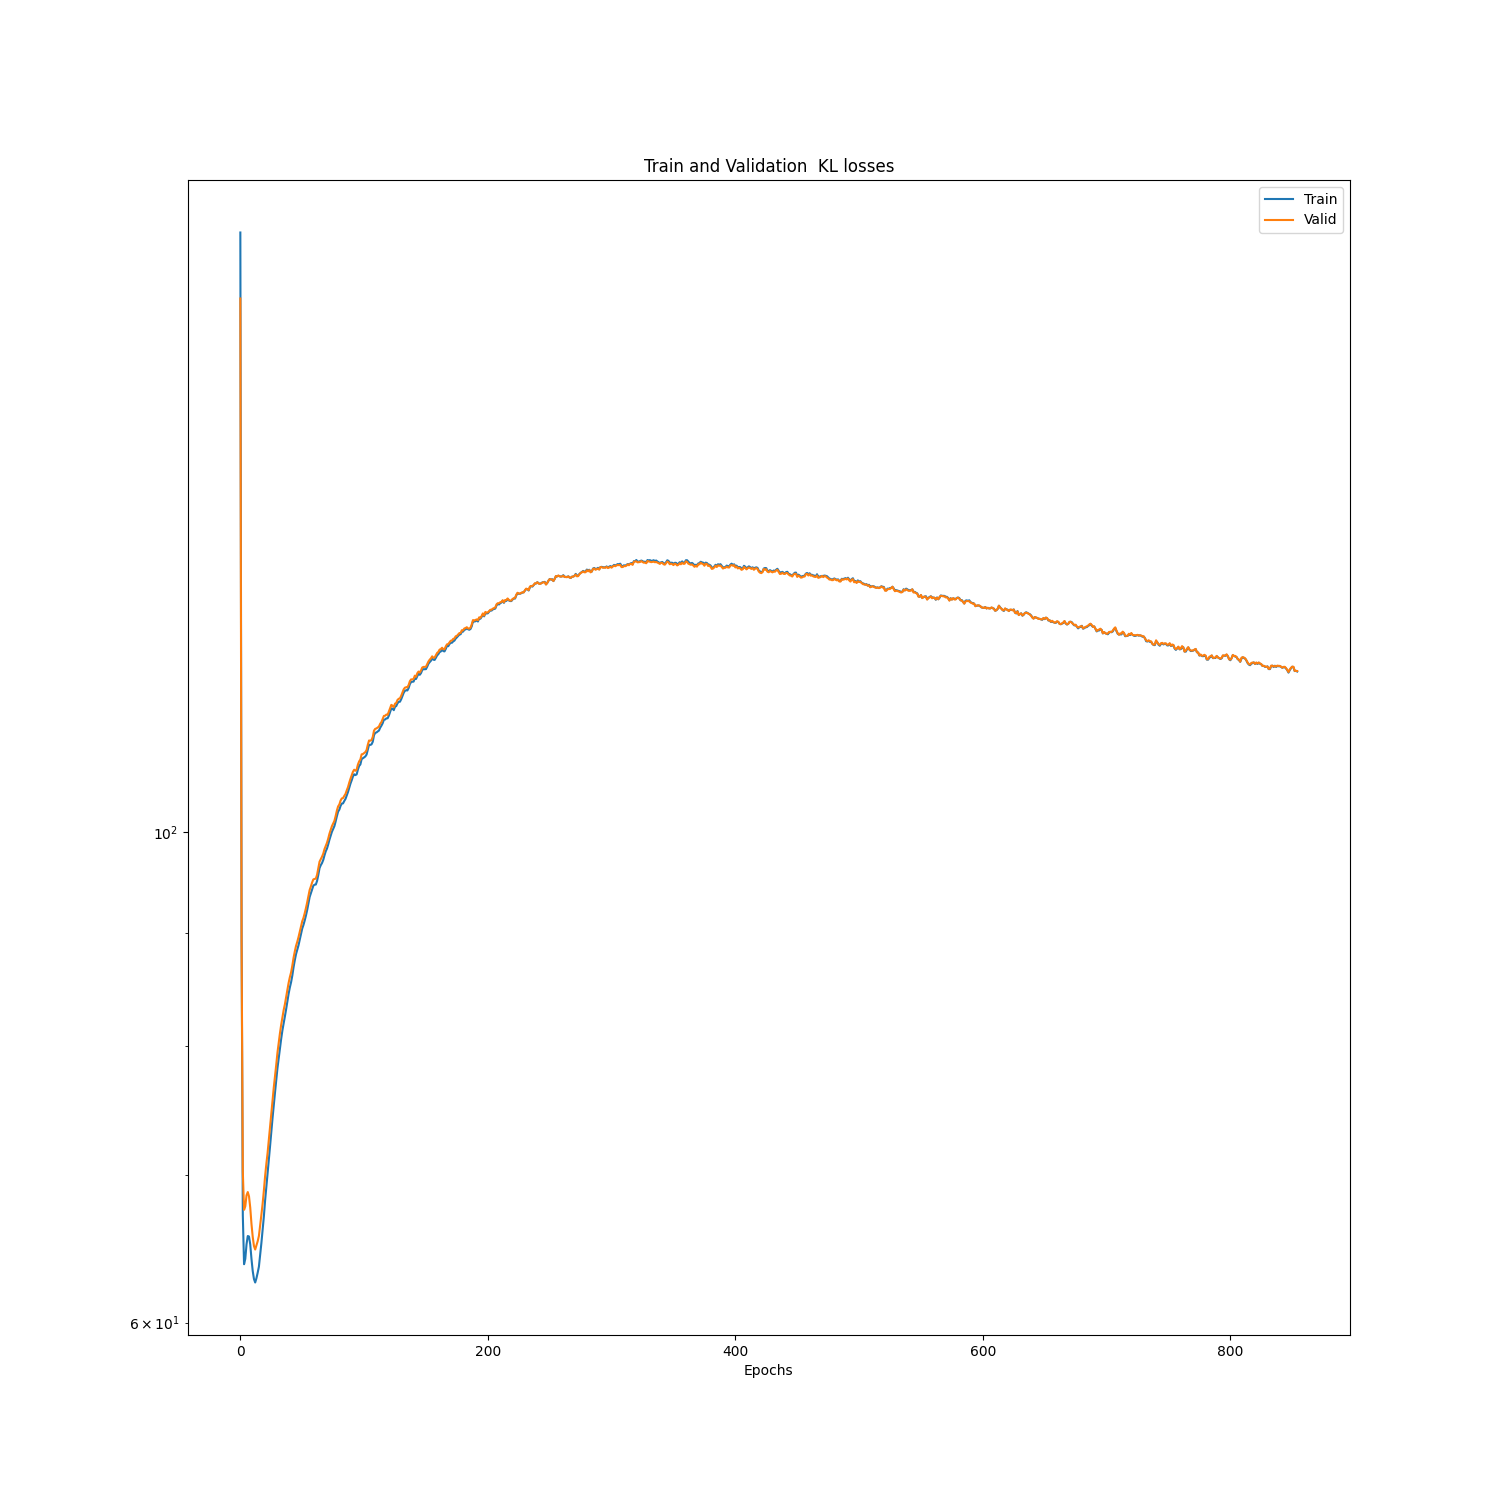 Train and Validation  KL losses
Train
Valid
10²
6 × 10¹
0 200 400 600 800
Epochs